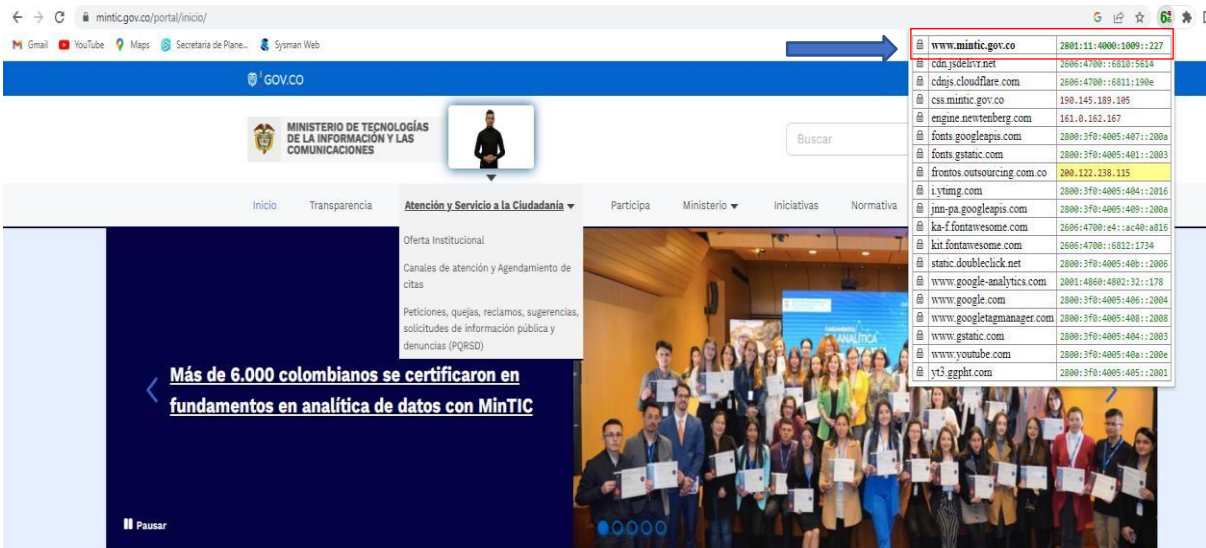 mintic.gov.co/portal/inicio/
Gmail YouTube Maps Secretaria de Plane... Sysman Web
GOV.CO
MINISTERIO DE TECNOLOGÍAS
DE LA INFORMACIÓN Y LAS
COMUNICACIONES
Buscar
Inicio Transparencia Atención y Servicio a la Ciudadanía Participa Ministerio Iniciativas Normativa
Oferta Institucional
Canales de atención y Agendamiento de
citas
Peticiones, quejas, reclamos, sugerencias,
solicitudes de información pública y
denuncias (PQRSD)
Más de 6.000 colombianos se certificaron en
fundamentos en analítica de datos con MinTIC
Pausar
www.mintic.gov.co 2801:11:4000:1009::227
cdn.jsdelivr.net 2606:4700::6810:5614
cdnjs.cloudflare.com 2606:4700::6811:190e
css.mintic.gov.co 190.145.189.105
engine.newtenberg.com 161.0.162.167
fonts.googleapis.com 2800:3f0:4005:407::200a
fonts.gstatic.com 2800:3f0:4005:401::2003
frontos.outsourcing.com.co 200.122.238.115
i.ytimg.com 2800:3f0:4005:404::2016
jnn-pa.googleapis.com 2800:3f0:4005:409::200a
ka-f.fontawesome.com 2606:4700:e4::ac40:a816
kit.fontawesome.com 2606:4700::6812:1734
static.doubleclick.net 2800:3f0:4005:40b::2006
www.google-analytics.com 2001:4860:4802:32::178
www.google.com 2800:3f0:4005:406::2004
www.googletagmanager.com 2800:3f0:4005:408::2008
www.gstatic.com 2800:3f0:4005:404::2003
www.youtube.com 2800:3f0:4005:40a::200e
yt3.ggpht.com 2800:3f0:4005:405::2001
ANALÍTICA